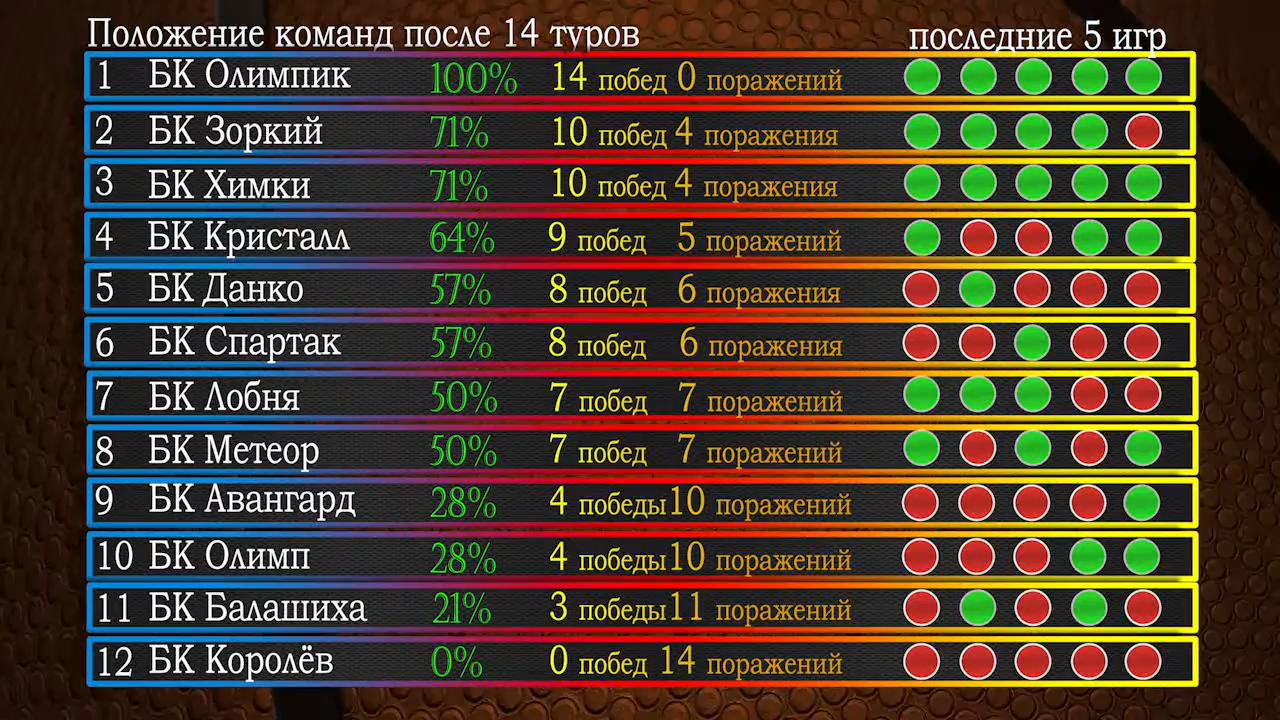 Положение команд после 14 туров последние 5 игр
1 БК Олимпик 100% 14 побед 0 поражений
2 БК Зоркий 71% 10 побед 4 поражения
3 БК Химки 71% 10 побед 4 поражения
4 БК Кристалл 64% 9 побед 5 поражений
5 БК Данко 57% 8 побед 6 поражения
6 БК Спартак 57% 8 побед 6 поражения
7 БК Лобня 50% 7 побед 7 поражений
8 БК Метеор 50% 7 побед 7 поражений
9 БК Авангард 28% 4 победы 10 поражений
10 БК Олимп 28% 4 победы 10 поражений
11 БК Балашиха 21% 3 победы 11 поражений
12 БК Королёв 0% 0 побед 14 поражений